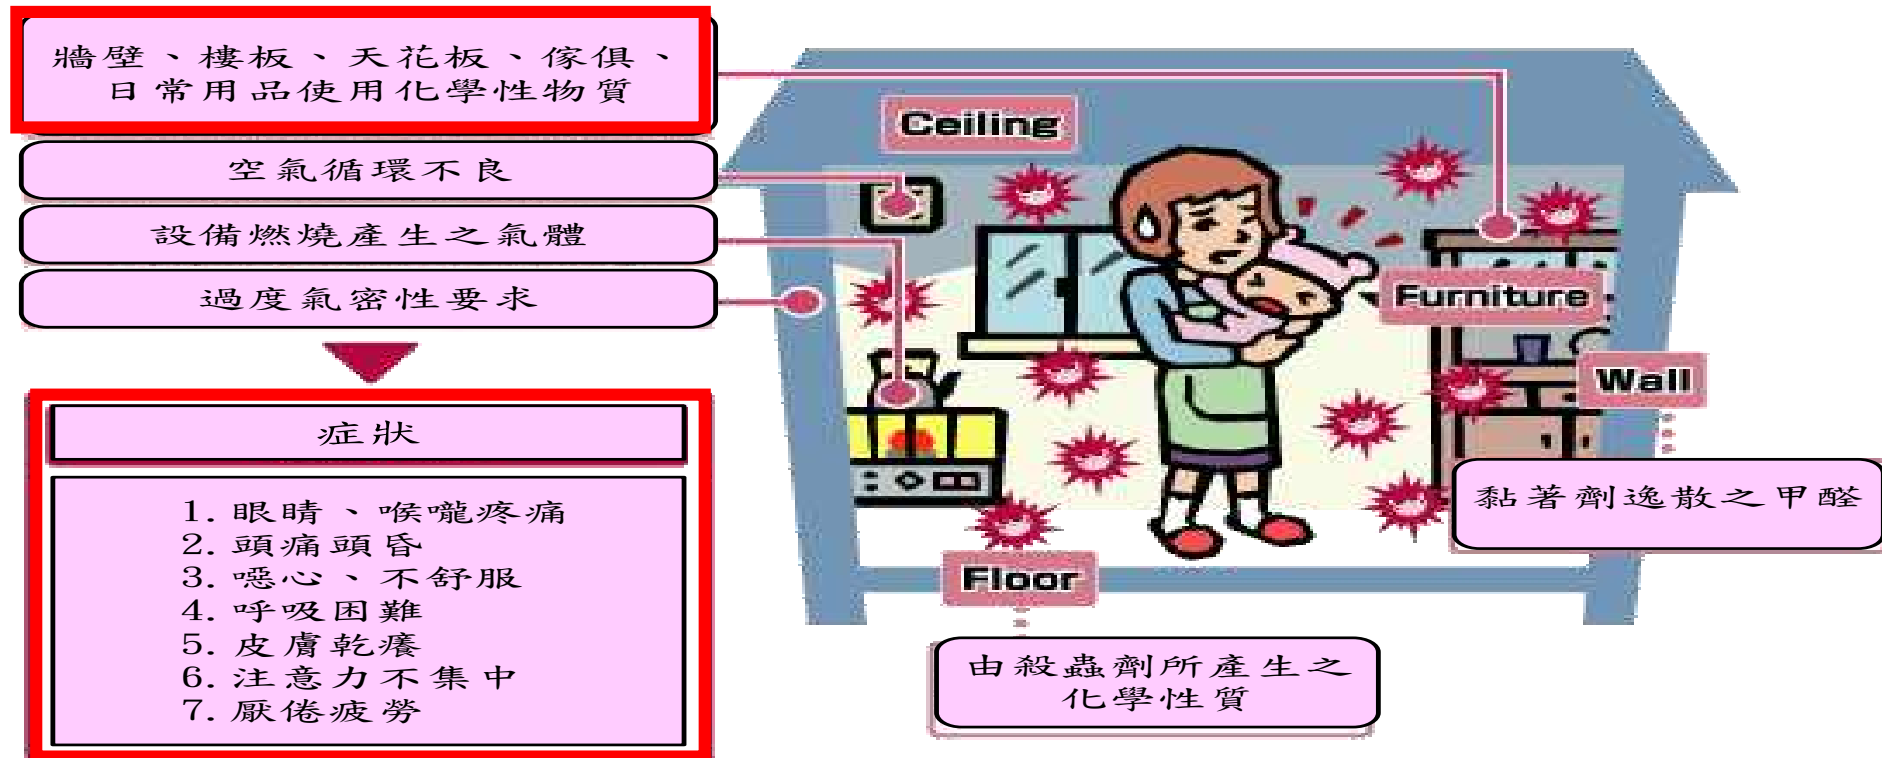 牆壁、樓板、天花板、傢俱、
日常用品使用化學性物質
空氣循環不良
設備燃燒產生之氣體
過度氣密性要求
症狀
1. 眼睛、喉嚨疼痛
2. 頭痛頭昏
3. 噁心、不舒服
4. 呼吸困難
5. 皮膚乾癢
6. 注意力不集中
7. 厭倦疲勞
Ceiling
Furniture
Wall
黏著劑逸散之甲醛
Floor
由殺蟲劑所產生之
化學性質